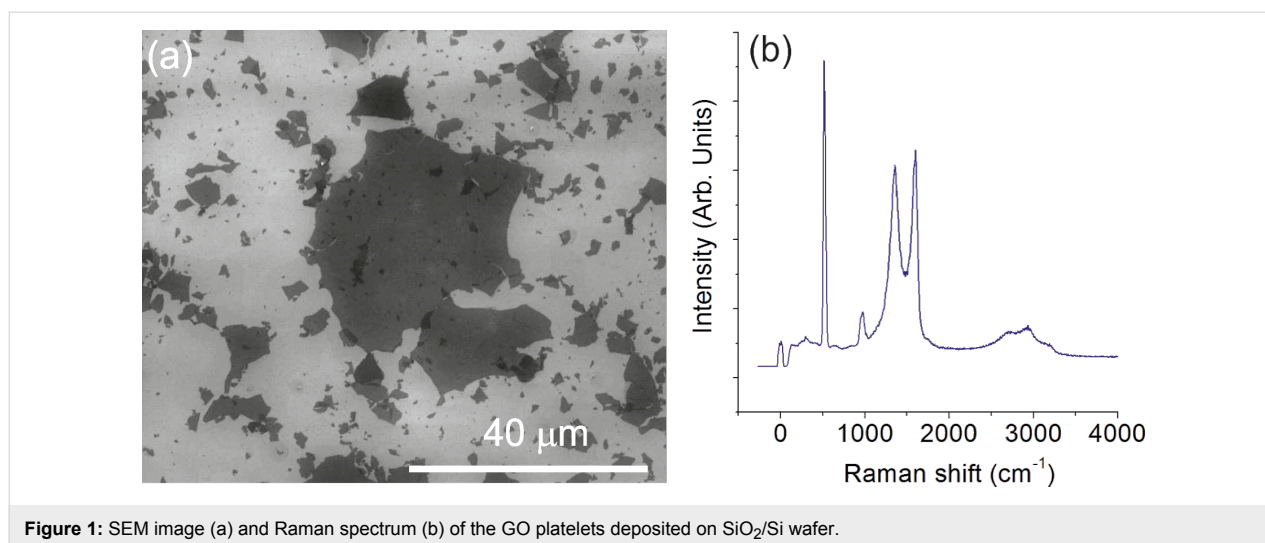 (a)
40 μm
(b)
Intensity (Arb. Units)
0 1000 2000 3000 4000
Raman shift (cm⁻¹)
Figure 1: SEM image (a) and Raman spectrum (b) of the GO platelets deposited on SiO₂/Si wafer.